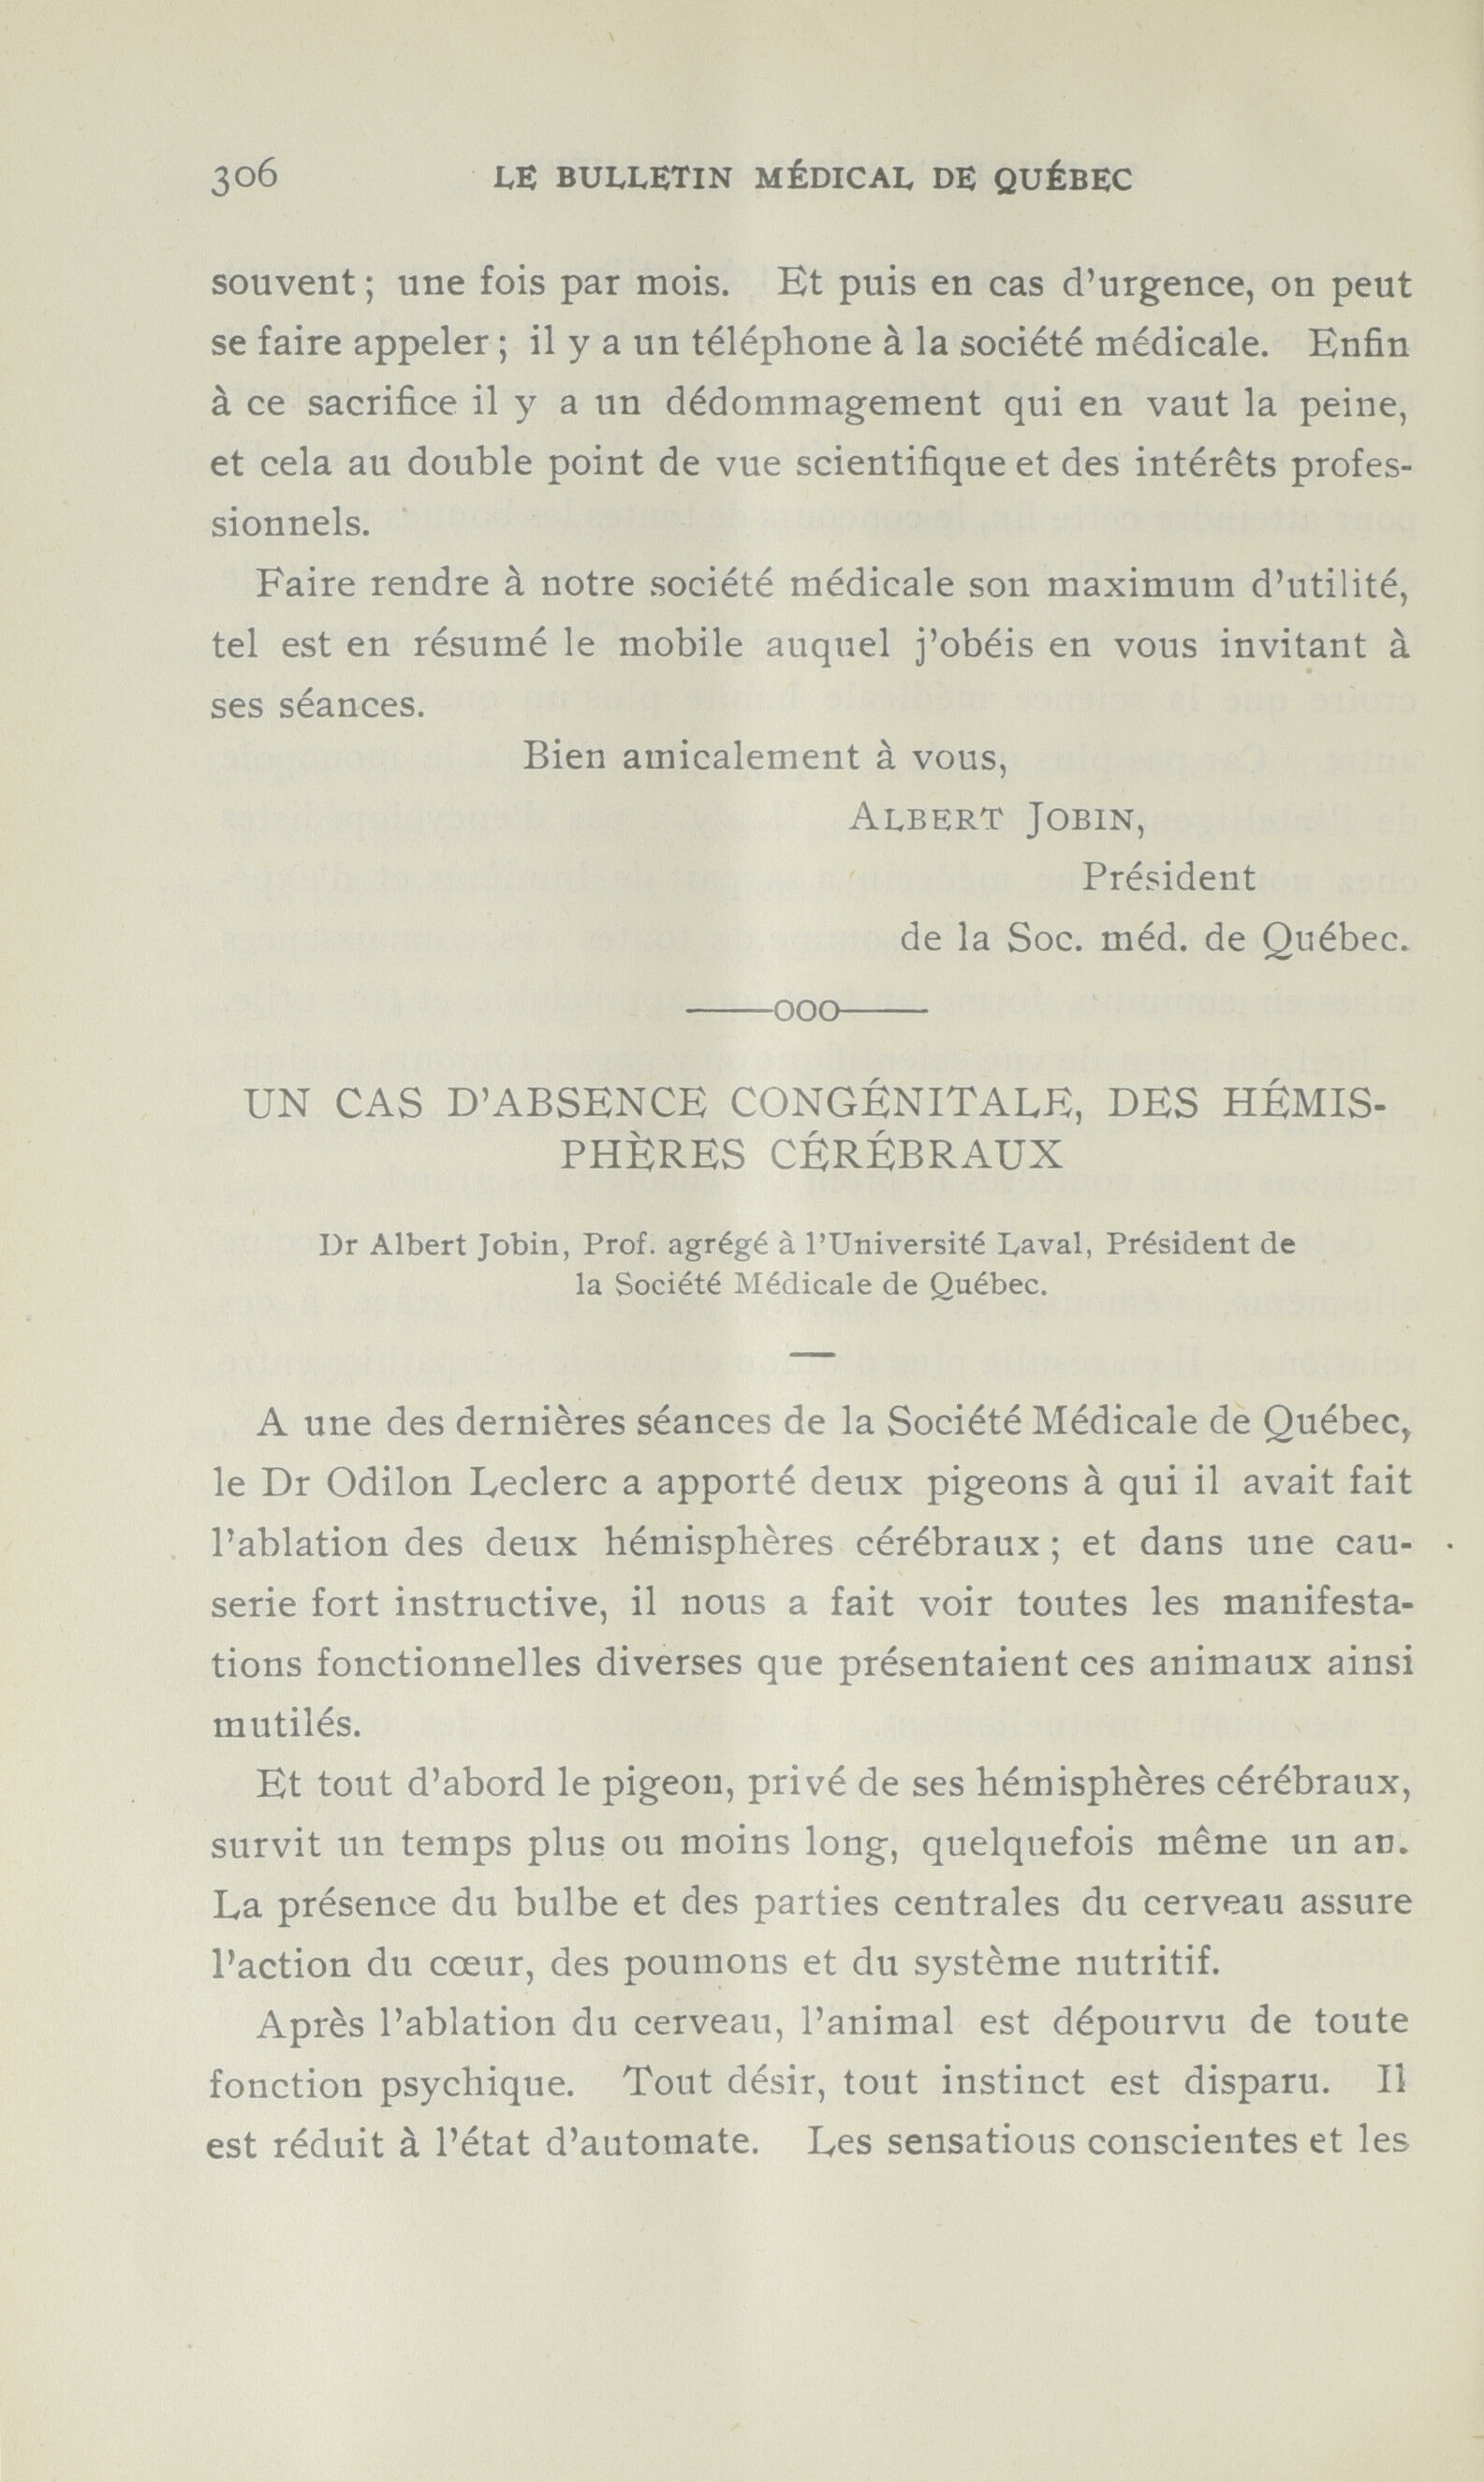 306 LE BULLETIN MÉDICAL DE QUÉBEC
souvent ; une fois par mois. Et puis en cas d'urgence, on peut
se faire appeler ; il y a un téléphone à la société médicale. Enfin
à ce sacrifice il y a un dédommagement qui en vaut la peine,
et cela au double point de vue scientifique et des intérêts profes-
sionnels.
Faire rendre à notre société médicale son maximum d'utilité,
tel est en résumé le mobile auquel j'obéis en vous invitant à
ses séances.
Bien amicalement à vous,
ALBERT JOBIN,
Président
de la Soc. méd. de Québec.
——ooo——
UN CAS D'ABSENCE CONGÉNITALE, DES HÉMIS-
PHÈRES CÉRÉBRAUX
Dr Albert Jobin, Prof. agrégé à l'Université Laval, Président de
la Société Médicale de Québec.
A une des dernières séances de la Société Médicale de Québec,
le Dr Odilon Leclerc a apporté deux pigeons à qui il avait fait
l'ablation des deux hémisphères cérébraux ; et dans une cau-
serie fort instructive, il nous a fait voir toutes les manifesta-
tions fonctionnelles diverses que présentaient ces animaux ainsi
mutilés.
Et tout d'abord le pigeon, privé de ses hémisphères cérébraux,
survit un temps plus ou moins long, quelquefois même un an.
La présence du bulbe et des parties centrales du cerveau assure
l'action du cœur, des poumons et du système nutritif.
Après l'ablation du cerveau, l'animal est dépourvu de toute
fonction psychique. Tout désir, tout instinct est disparu. Il
est réduit à l'état d'automate. Les sensatious conscientes et les